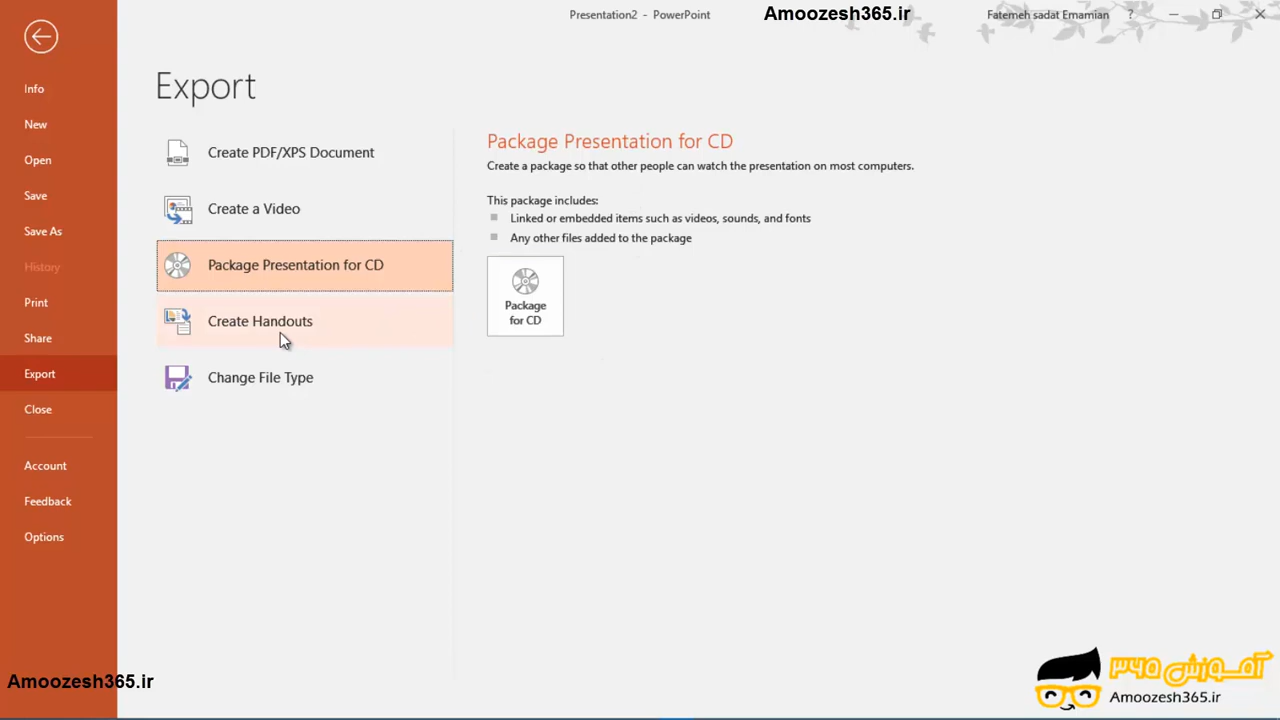 Presentation2 - PowerPoint
Amoozesh365.ir
Fatemeh sadat Emamian
?
Info
New
Open
Save
Save As
History
Print
Share
Export
Close
Account
Feedback
Options
Export
Create PDF/XPS Document
Create a Video
Package Presentation for CD
Create Handouts
Change File Type
Package Presentation for CD
Create a package so that other people can watch the presentation on most computers.
This package includes:
Linked or embedded items such as videos, sounds, and fonts
Any other files added to the package
Package
for CD
Amoozesh365.ir
آموزش ۳۶۵
Amoozesh365.ir